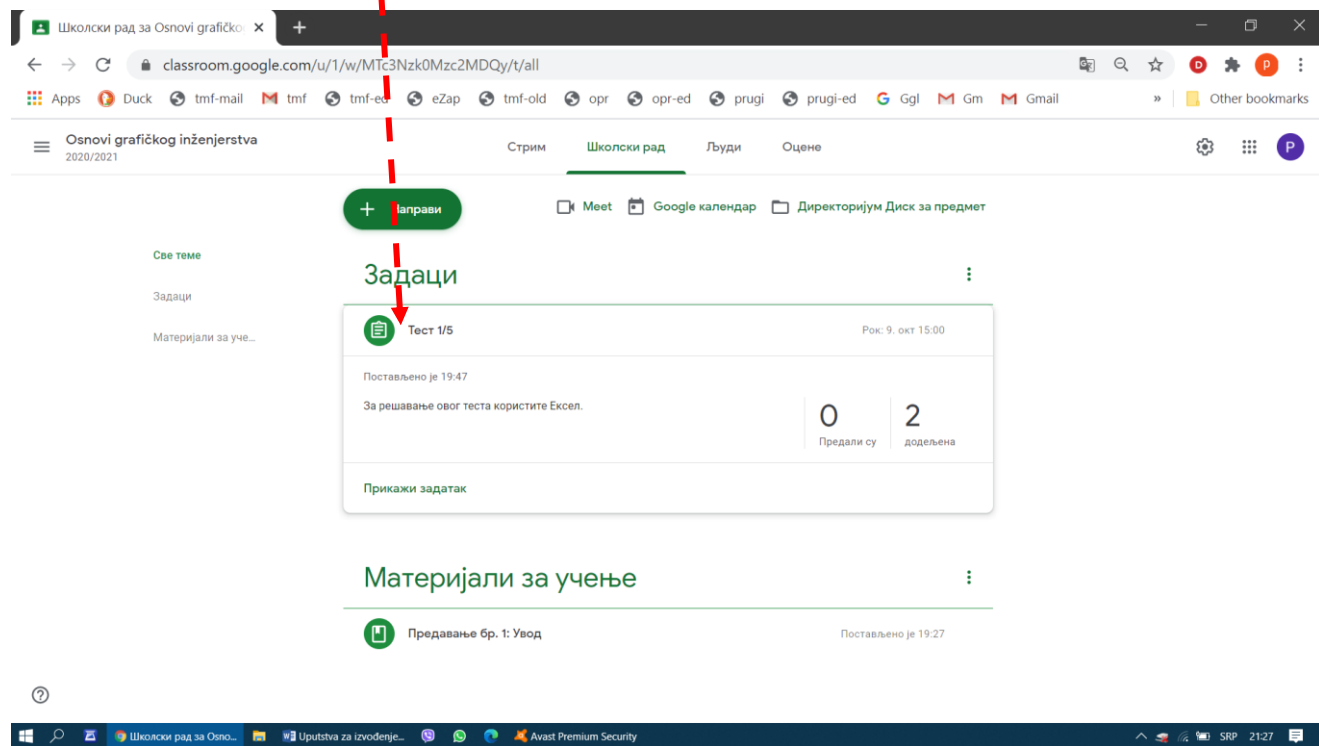 Школски рад за Osnovi grafičko
classroom.google.com/u/1/w/MTc3Nzk0Mzc2MDQy/t/all
Apps Duck tmf-mail tmf tmf-ed eZap tmf-old opr opr-ed prugi prugi-ed Ggl Gm Gmail » Other bookmarks
Osnovi grafičkog inženjerstva
2020/2021
Стрим Школски рад Људи Оцене
P
+ Направи
Meet Google календар Директоријум Диск за предмет
Све теме
Задаци
Материјали за уче...
Задаци
Тест 1/5 Рок: 9. окт 15:00
Постављено је 19:47
За решавање овог теста користите Ексел.
0 2
Предали су додељена
Прикажи задатак
Материјали за учење
Предавање бр. 1: Увод Постављено је 19:27
Школски рад за Osno... Uputstva za izvođenje... Avast Premium Security SRP 21:27